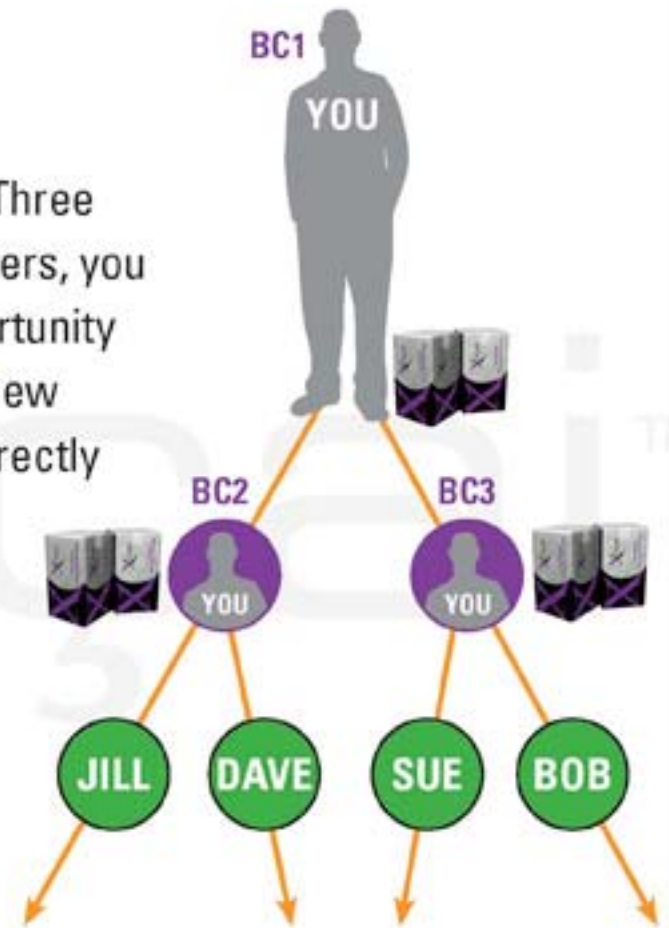 BC1
YOU
Three
ers, you
rtunity
ew
rectly
BC2
BC3
YOU
YOU
JILL
DAVE
SUE
BOB